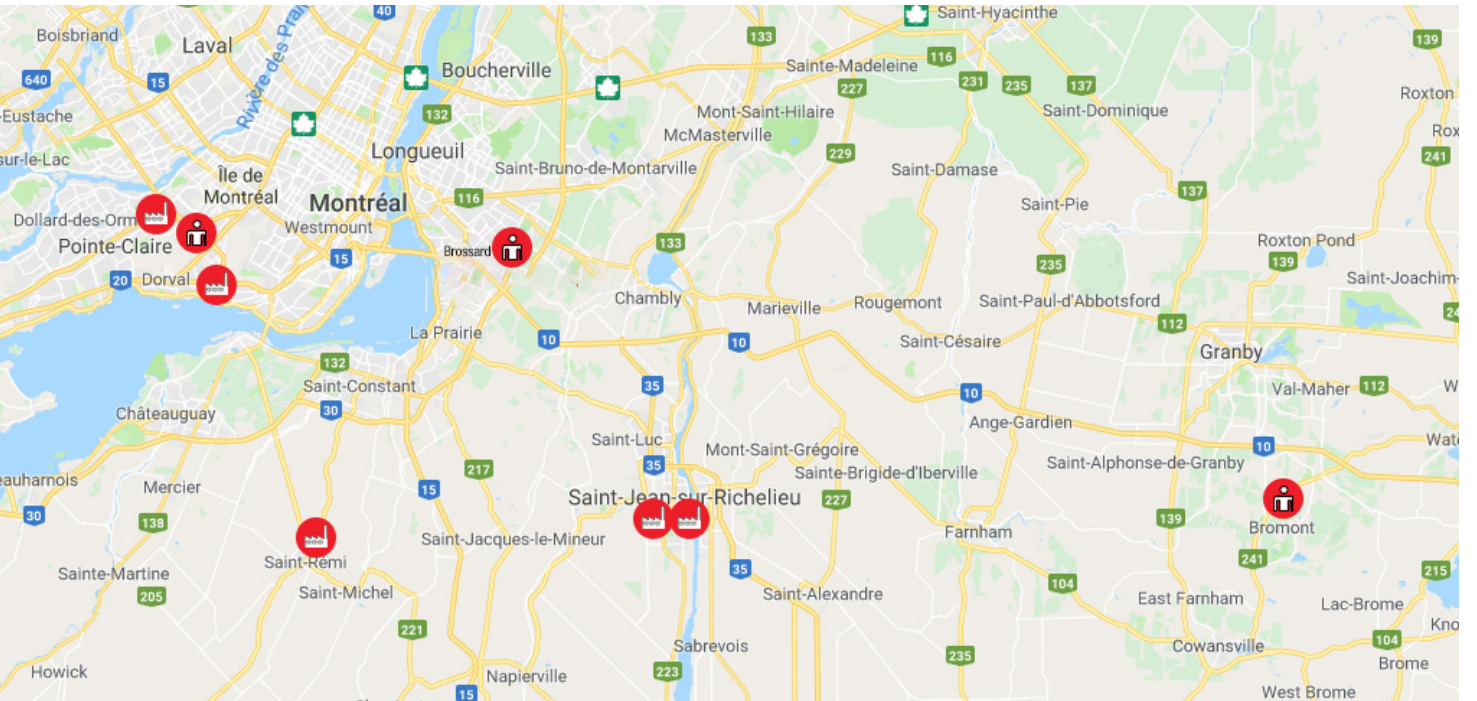 40
Saint-Hyacinthe
Boisbriand
Laval
133
139
Rivière des Prair
Boucherville
Sainte-Madeleine
116
640
15
231
235
137
227
Roxton
-Eustache
132
Mont-Saint-Hilaire
Saint-Dominique
McMasterville
Rox
sur-le-Lac
Longueuil
229
241
Île de
Montréal
Saint-Bruno-de-Montarville
Saint-Damase
137
Montréal
116
Saint-Pie
Dollard-des-Orm
Westmount
Pointe-Claire
15
Brossard
133
Roxton Pond
139
235
20
Dorval
Saint-Joachim-
Chambly
Marieville
Rougemont
Saint-Paul-d'Abbotsford
24
La Prairie
10
10
Saint-Césaire
112
Granby
132
Saint-Constant
35
10
Val-Maher
112
W
Châteauguay
30
Ange-Gardien
Saint-Luc
Mont-Saint-Grégoire
10
Wate
217
35
Sainte-Brigide-d'Iberville
Saint-Alphonse-de-Granby
eauharnois
Mercier
15
Saint-Jean-sur-Richelieu
227
30
138
139
Bromont
Saint-Jacques-le-Mineur
Farnham
Saint-Rémi
241
Sainte-Martine
35
104
215
205
Saint-Michel
Saint-Alexandre
East Farnham
Lac-Brome
221
Kno
Sabrevois
235
Cowansville
104
Howick
Napierville
223
Brome
15
West Brome